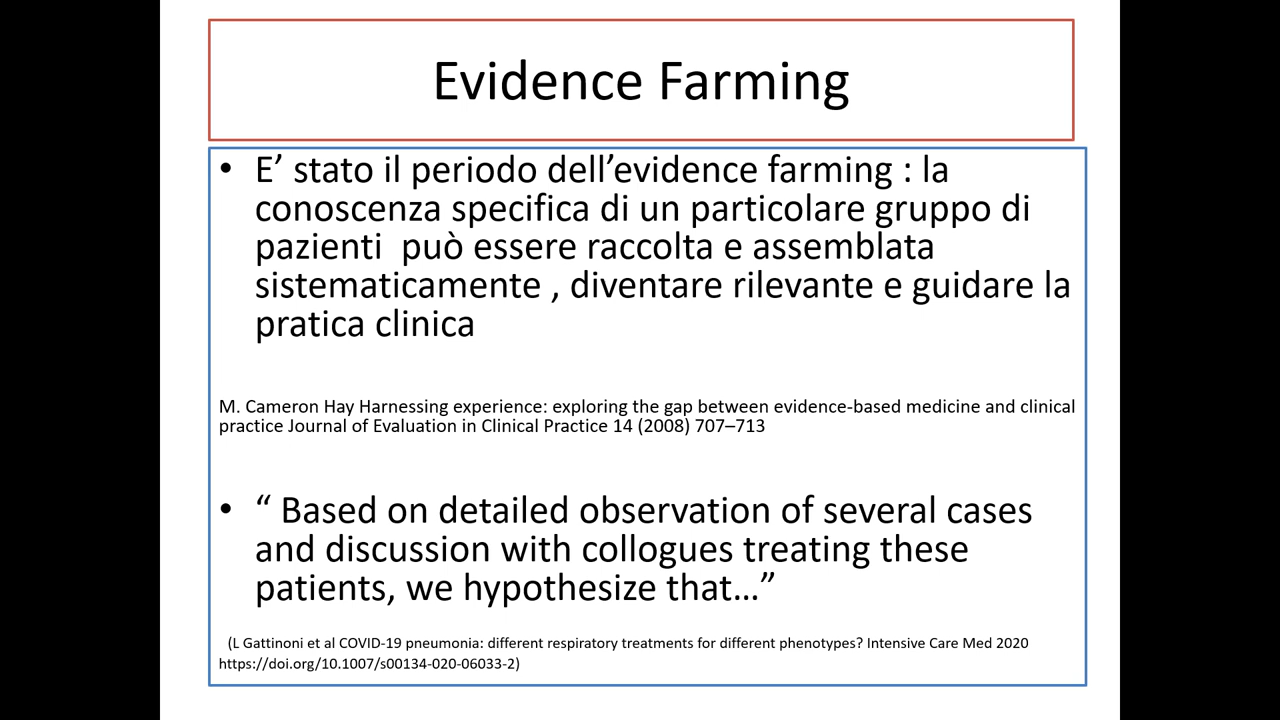 Evidence Farming
• E’ stato il periodo dell’evidence farming : la
conoscenza specifica di un particolare gruppo di
pazienti  può essere raccolta e assemblata
sistematicamente , diventare rilevante e guidare la
pratica clinica
M. Cameron Hay Harnessing experience: exploring the gap between evidence-based medicine and clinical
practice Journal of Evaluation in Clinical Practice 14 (2008) 707–713
• “ Based on detailed observation of several cases
and discussion with collogues treating these
patients, we hypothesize that…”
(L Gattinoni et al COVID-19 pneumonia: different respiratory treatments for different phenotypes? Intensive Care Med 2020
https://doi.org/10.1007/s00134-020-06033-2)